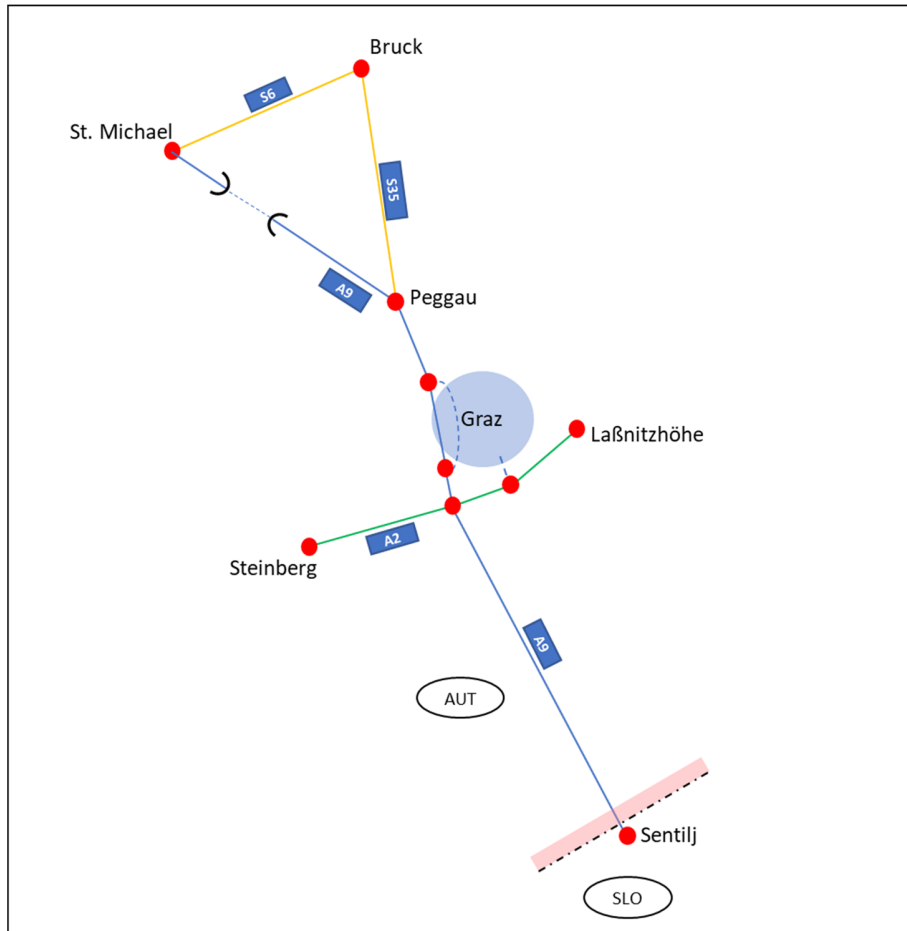 Bruck
S6
St. Michael
S35
A9
Peggau
Graz
Laßnitzhöhe
A2
Steinberg
A9
AUT
Sentilj
SLO